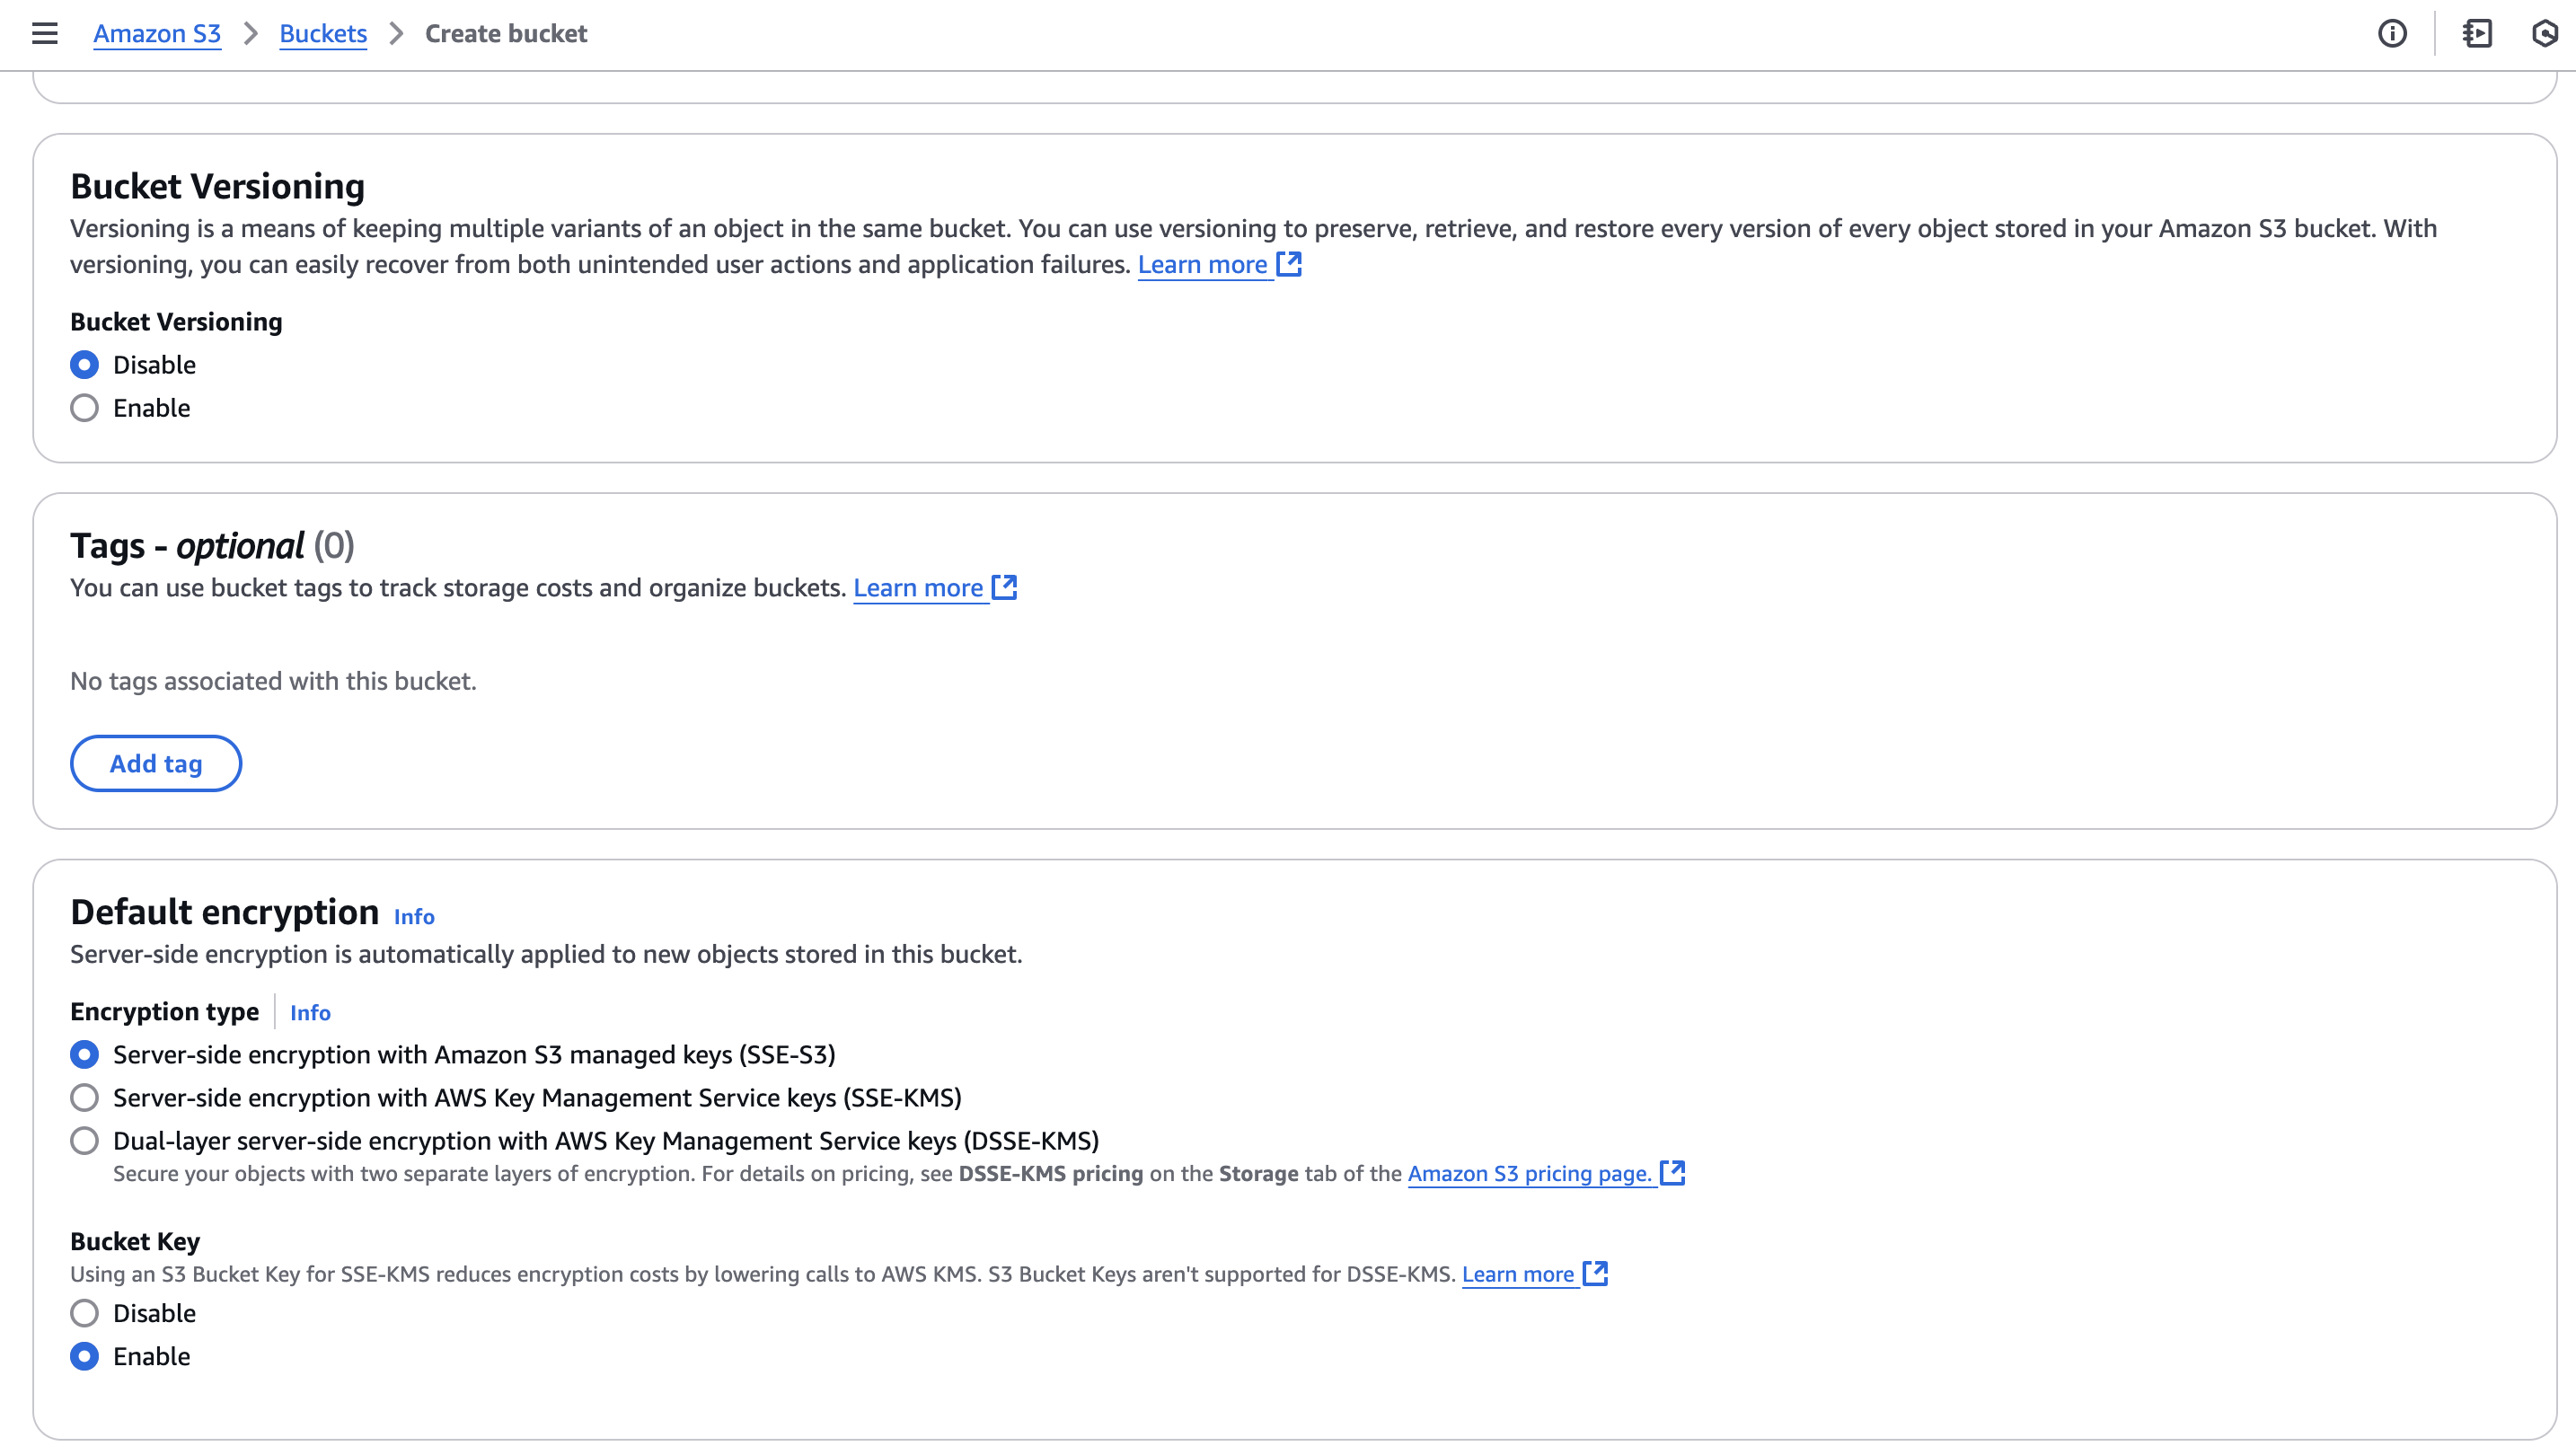 Amazon S3 > Buckets > Create bucket
Bucket Versioning
Versioning is a means of keeping multiple variants of an object in the same bucket. You can use versioning to preserve, retrieve, and restore every version of every object stored in your Amazon S3 bucket. With
versioning, you can easily recover from both unintended user actions and application failures. Learn more
Bucket Versioning
Disable
Enable
Tags - optional (0)
You can use bucket tags to track storage costs and organize buckets. Learn more
No tags associated with this bucket.
Add tag
Default encryption Info
Server-side encryption is automatically applied to new objects stored in this bucket.
Encryption type Info
Server-side encryption with Amazon S3 managed keys (SSE-S3)
Server-side encryption with AWS Key Management Service keys (SSE-KMS)
Dual-layer server-side encryption with AWS Key Management Service keys (DSSE-KMS)
Secure your objects with two separate layers of encryption. For details on pricing, see DSSE-KMS pricing on the Storage tab of the Amazon S3 pricing page.
Bucket Key
Using an S3 Bucket Key for SSE-KMS reduces encryption costs by lowering calls to AWS KMS. S3 Bucket Keys aren't supported for DSSE-KMS. Learn more
Disable
Enable